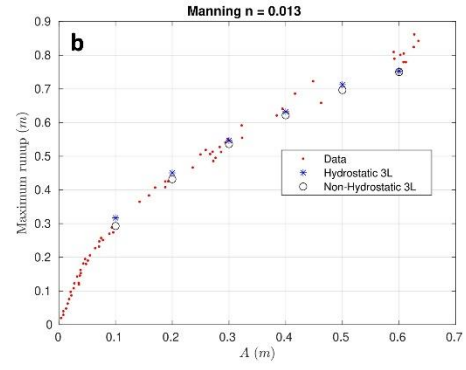 Manning n = 0.013
b
Maximum runup (m)
0.9
0.8
0.7
0.6
0.5
0.4
0.3
0.2
0.1
0
Data
Hydrostatic 3L
Non-Hydrostatic 3L
0 0.1 0.2 0.3 0.4 0.5 0.6 0.7
A (m)